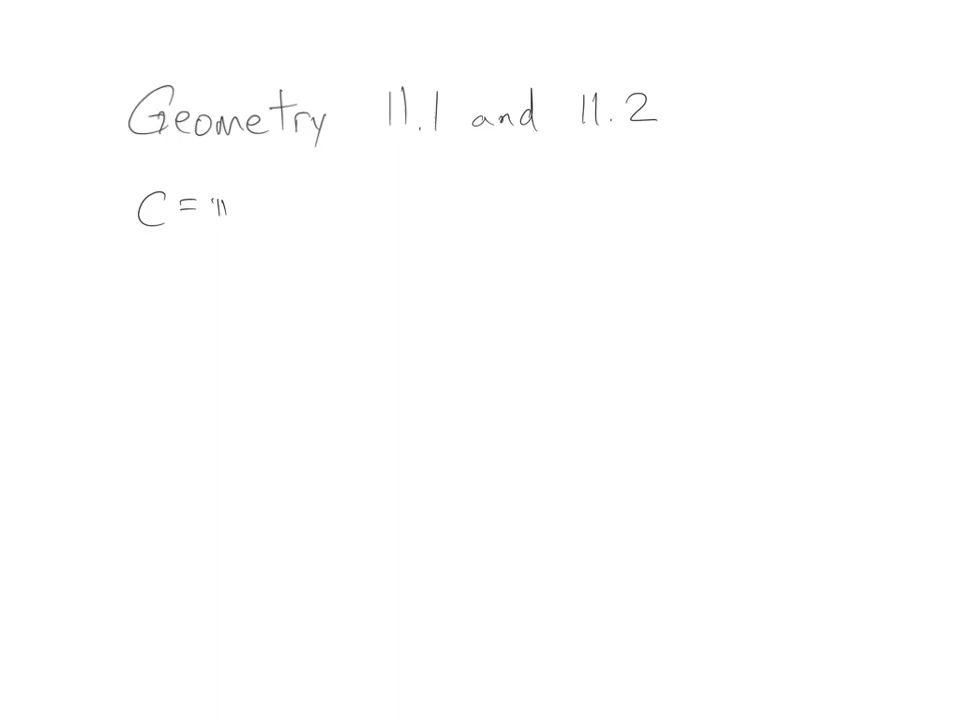 Geometry 11.1 and 11.2
C = π